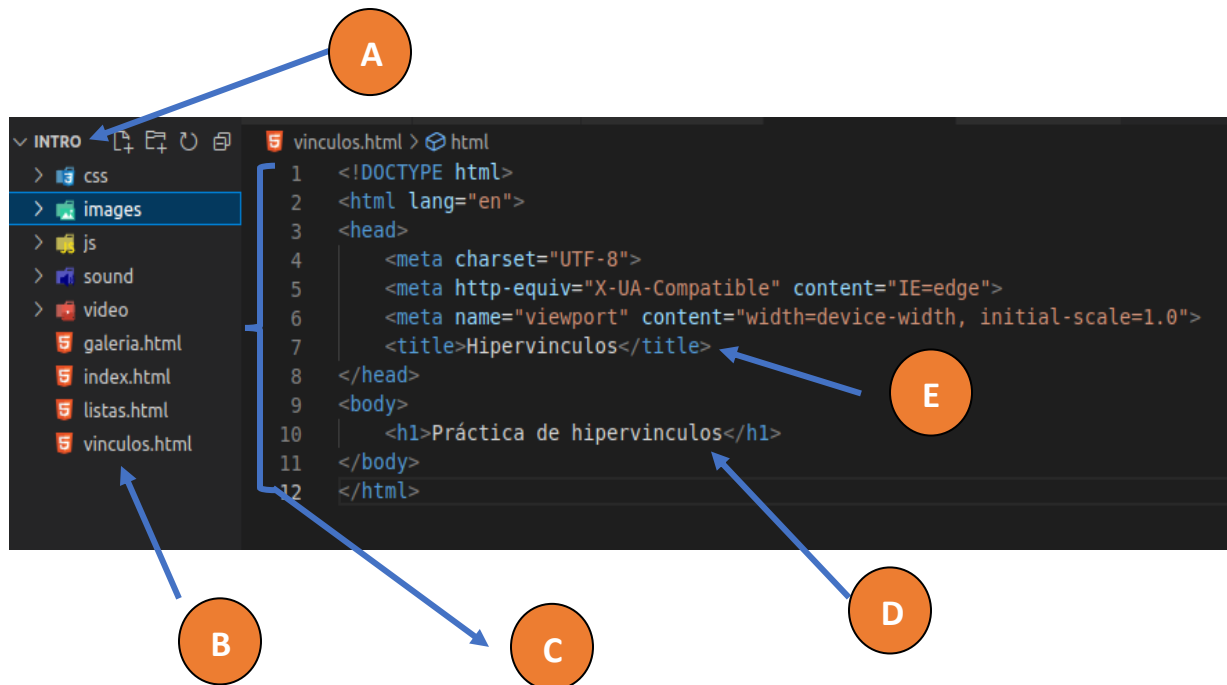 A
INTRO
css
images
js
sound
video
galeria.html
index.html
listas.html
vinculos.html
vinculos.html > html
1 <!DOCTYPE html>
2 <html lang="en">
3 <head>
4 <meta charset="UTF-8">
5 <meta http-equiv="X-UA-Compatible" content="IE=edge">
6 <meta name="viewport" content="width=device-width, initial-scale=1.0">
7 <title>Hipervinculos</title>
8 </head>
9 <body>
10 <h1>Práctica de hipervinculos</h1>
11 </body>
12 </html>
E
B
C
D